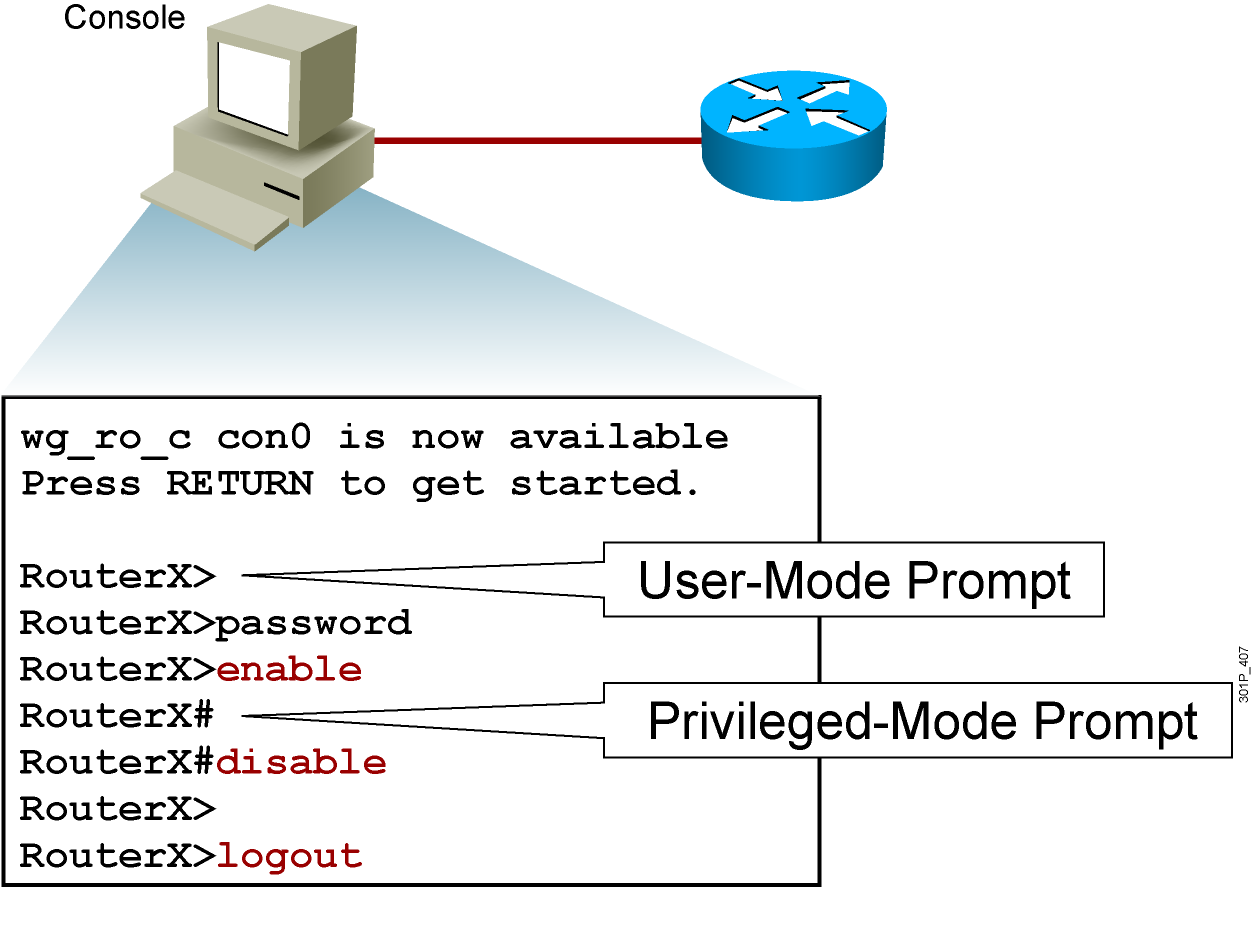 Console
wg_ro_c con0 is now available
Press RETURN to get started.
RouterX>
User-Mode Prompt
RouterX>password
RouterX>enable
RouterX#
Privileged-Mode Prompt
RouterX#disable
RouterX>
RouterX>logout
301P_407